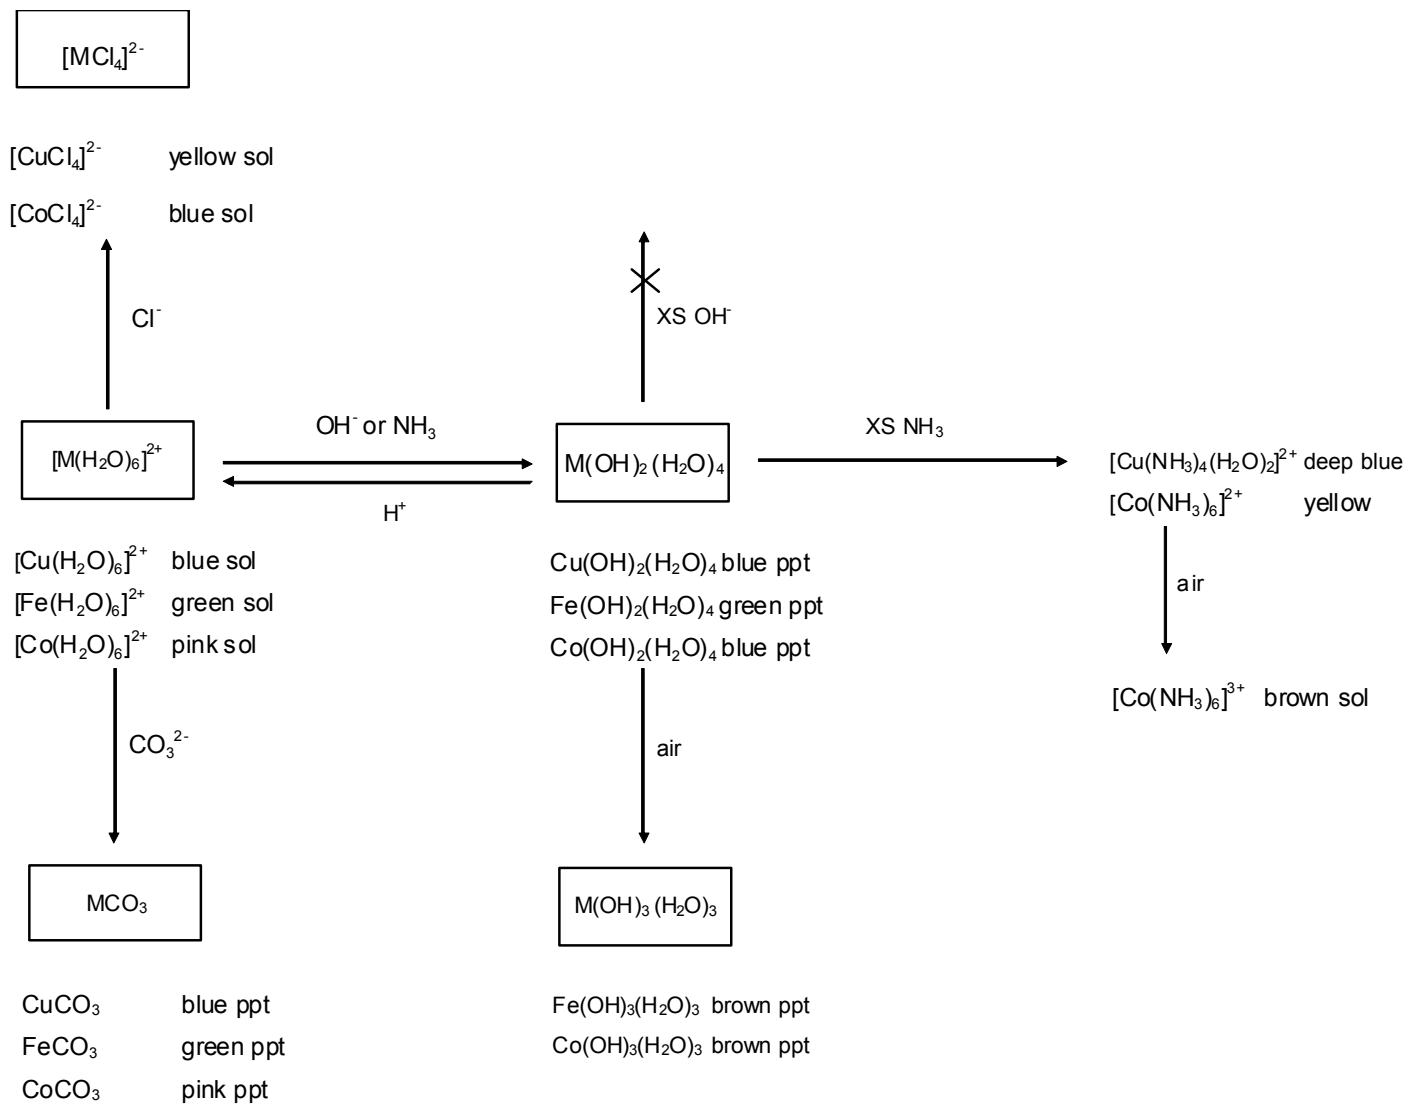 [MCl₄]²⁻
[CuCl₄]²⁻ yellow sol
[CoCl₄]²⁻ blue sol
Cl⁻
XS OH⁻
[M(H₂O)₆]²⁺
OH⁻ or NH₃
H⁺
M(OH)₂(H₂O)₄
XS NH₃
[Cu(NH₃)₄(H₂O)₂]²⁺ deep blue
[Co(NH₃)₆]²⁺ yellow
air
[Co(NH₃)₆]³⁺ brown sol
[Cu(H₂O)₆]²⁺ blue sol
[Fe(H₂O)₆]²⁺ green sol
[Co(H₂O)₆]²⁺ pink sol
Cu(OH)₂(H₂O)₄ blue ppt
Fe(OH)₂(H₂O)₄ green ppt
Co(OH)₂(H₂O)₄ blue ppt
CO₃²⁻
air
MCO₃
M(OH)₃(H₂O)₃
CuCO₃ blue ppt
FeCO₃ green ppt
CoCO₃ pink ppt
Fe(OH)₃(H₂O)₃ brown ppt
Co(OH)₃(H₂O)₃ brown ppt